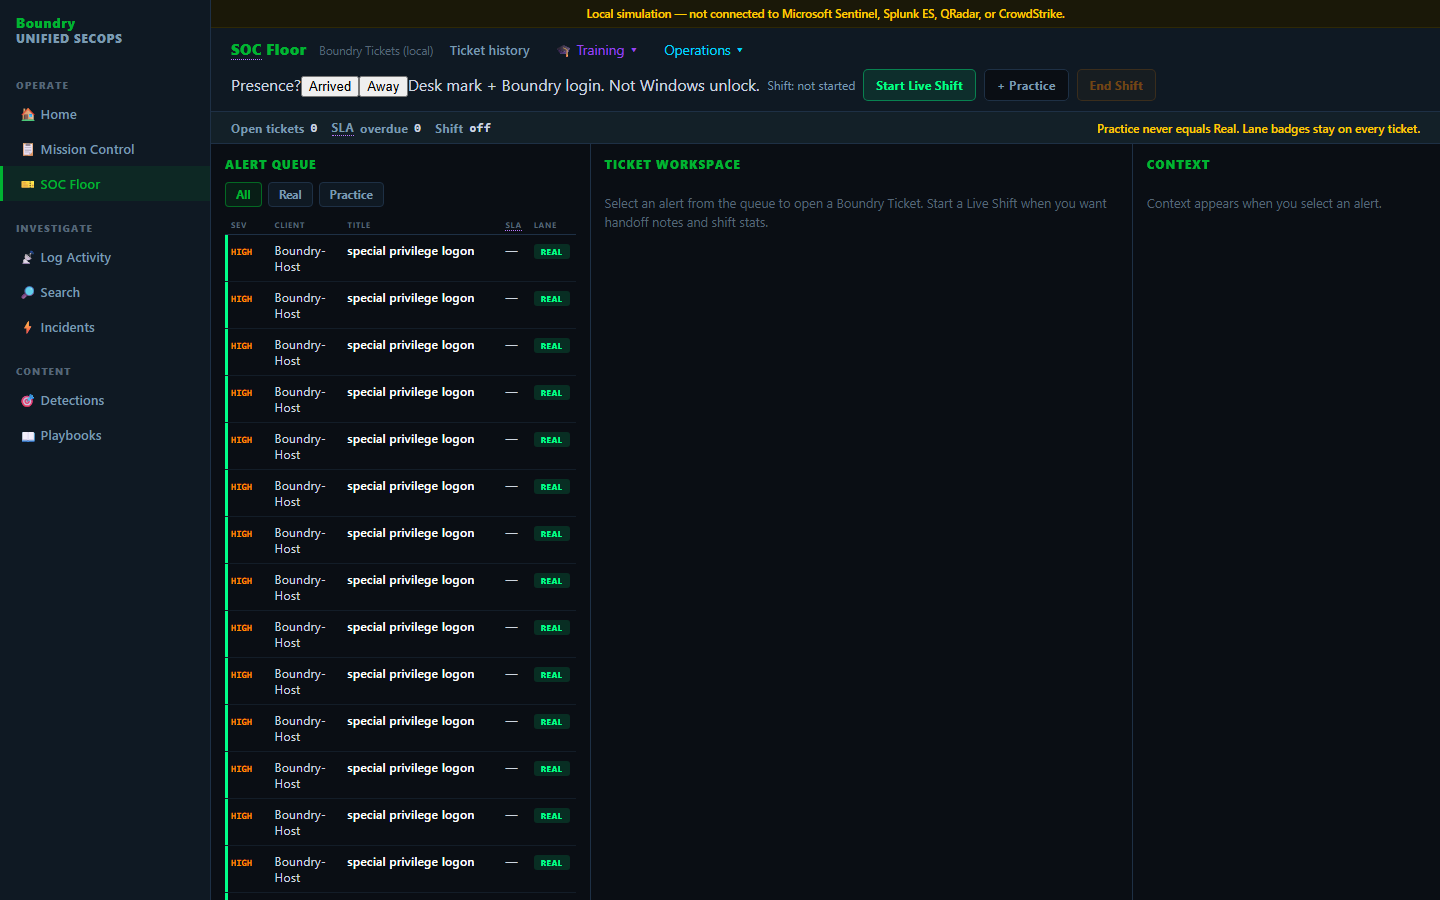 Local simulation — not connected to Microsoft Sentinel, Splunk ES, QRadar, or CrowdStrike.
Boundry
UNIFIED SECOPS
OPERATE
Home
Mission Control
SOC Floor
INVESTIGATE
Log Activity
Search
Incidents
CONTENT
Detections
Playbooks
SOC Floor Boundry Tickets (local) Ticket history Training ▾ Operations ▾
Presence? Arrived Away Desk mark + Boundry login. Not Windows unlock. Shift: not started Start Live Shift + Practice End Shift
Open tickets 0 SLA overdue 0 Shift off Practice never equals Real. Lane badges stay on every ticket.
ALERT QUEUE
All Real Practice
SEV CLIENT TITLE SLA LANE
HIGH Boundry-Host special privilege logon — REAL
HIGH Boundry-Host special privilege logon — REAL
HIGH Boundry-Host special privilege logon — REAL
HIGH Boundry-Host special privilege logon — REAL
HIGH Boundry-Host special privilege logon — REAL
HIGH Boundry-Host special privilege logon — REAL
HIGH Boundry-Host special privilege logon — REAL
HIGH Boundry-Host special privilege logon — REAL
HIGH Boundry-Host special privilege logon — REAL
HIGH Boundry-Host special privilege logon — REAL
HIGH Boundry-Host special privilege logon — REAL
HIGH Boundry-Host special privilege logon — REAL
HIGH Boundry-Host special privilege logon — REAL
HIGH Boundry-Host special privilege logon — REAL
TICKET WORKSPACE
Select an alert from the queue to open a Boundry Ticket. Start a Live Shift when you want
handoff notes and shift stats.
CONTEXT
Context appears when you select an alert.